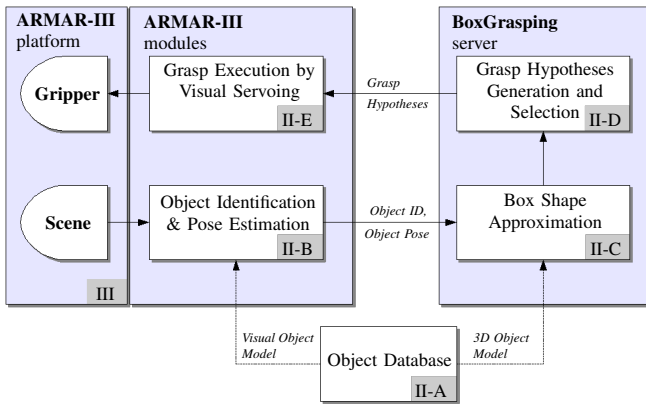 ARMAR-III
platform
ARMAR-III
modules
BoxGrasping
server
Gripper
Grasp Execution by
Visual Servoing
II-E
Grasp
Hypotheses
Grasp Hypotheses
Generation and
Selection
II-D
Scene
Object Identification
& Pose Estimation
II-B
Object ID,
Object Pose
Box Shape
Approximation
II-C
III
Visual Object
Model
3D Object
Model
Object Database
II-A